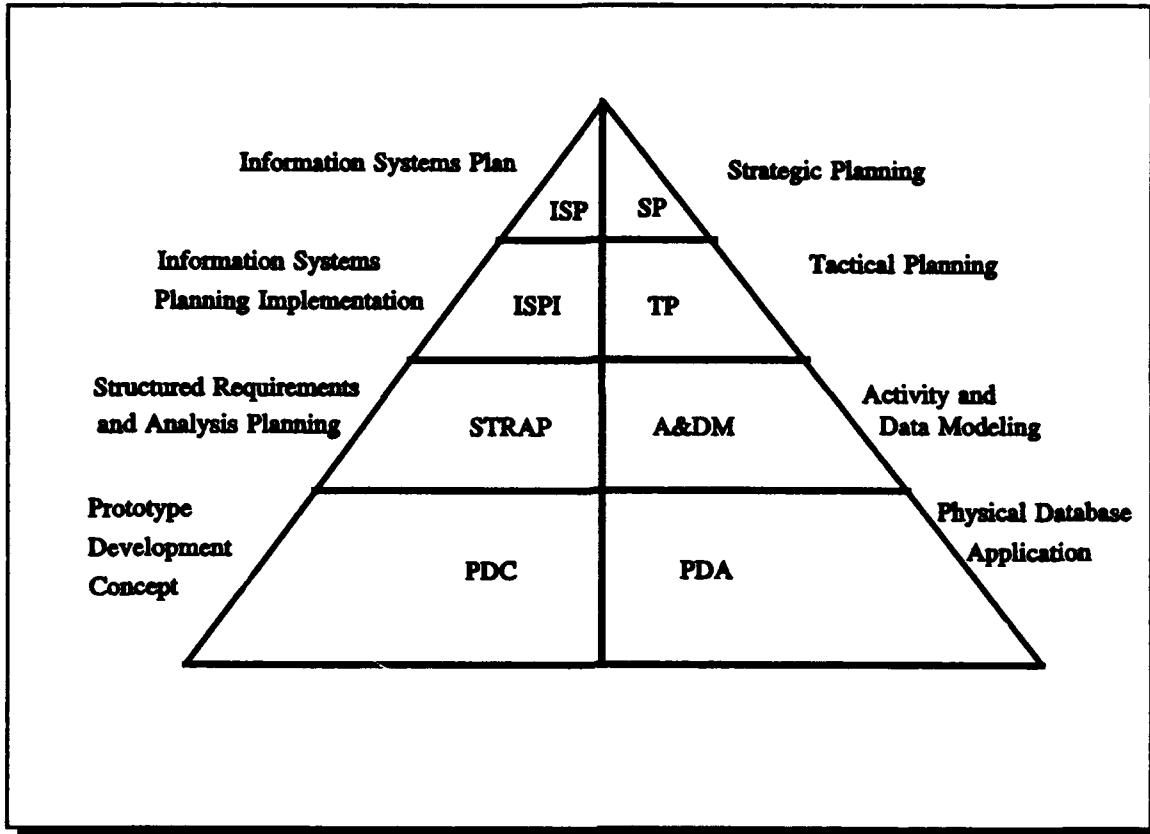 Information Systems Plan
Strategic Planning
ISP
SP
Information Systems
Planning Implementation
Tactical Planning
ISPI
TP
Structured Requirements
and Analysis Planning
Activity and
Data Modeling
STRAP
A&DM
Prototype
Development
Concept
Physical Database
Application
PDC
PDA